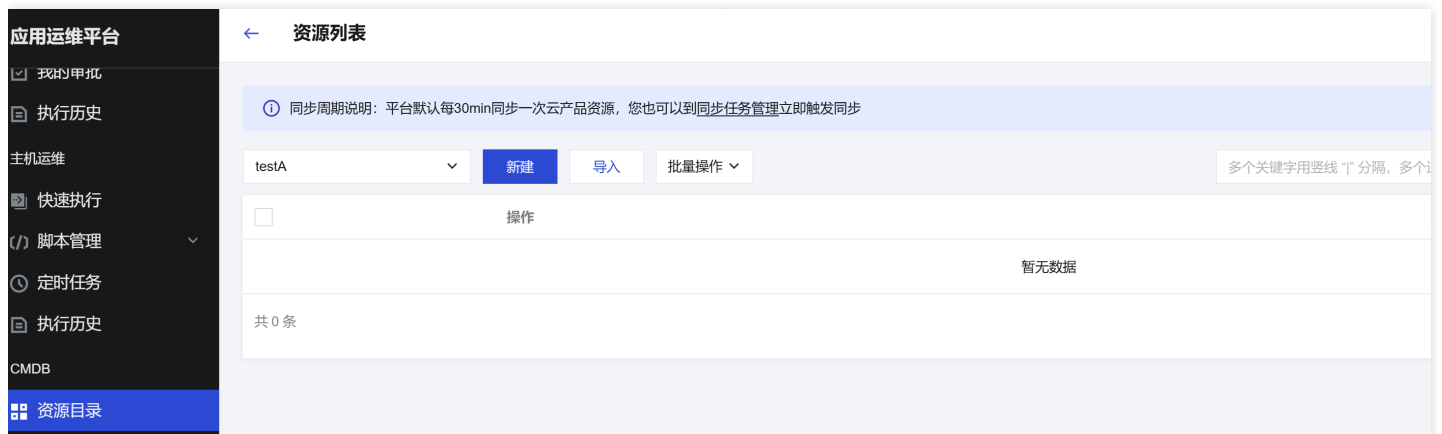 应用运维平台
资源列表
我的审批
执行历史
主机运维
快速执行
脚本管理
定时任务
执行历史
CMDB
资源目录
同步周期说明：平台默认每30min同步一次云产品资源，您也可以到同步任务管理立即触发同步
testA
新建
导入
批量操作
多个关键字用竖线 “|” 分隔，多个
操作
暂无数据
共 0 条